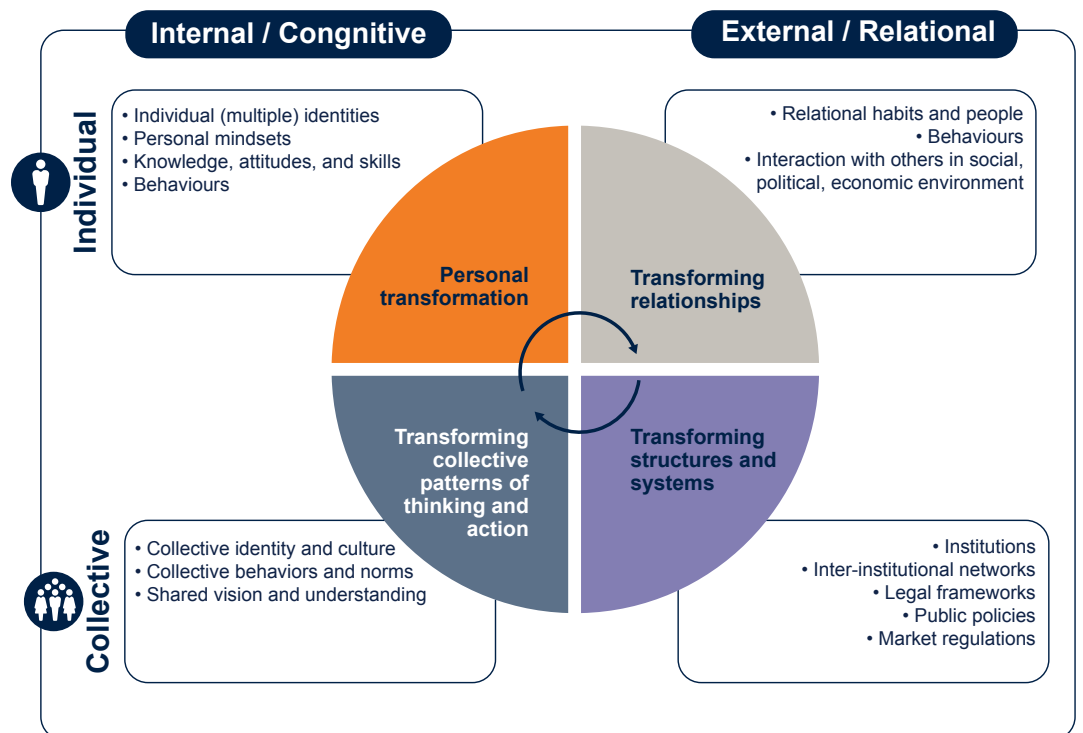 Internal / Congnitive
External / Relational
Individual
• Individual (multiple) identities
• Personal mindsets
• Knowledge, attitudes, and skills
• Behaviours
• Relational habits and people
• Behaviours
• Interaction with others in social,
political, economic environment
Personal
transformation
Transforming
relationships
Transforming
collective
patterns of
thinking and
action
Transforming
structures and
systems
Collective
• Collective identity and culture
• Collective behaviors and norms
• Shared vision and understanding
• Institutions
• Inter-institutional networks
• Legal frameworks
• Public policies
• Market regulations